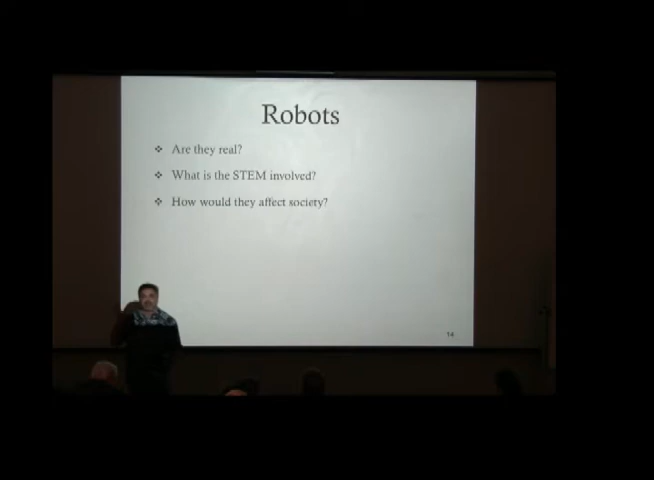 Robots
❖ Are they real?
❖ What is the STEM involved?
❖ How would they affect society?
14